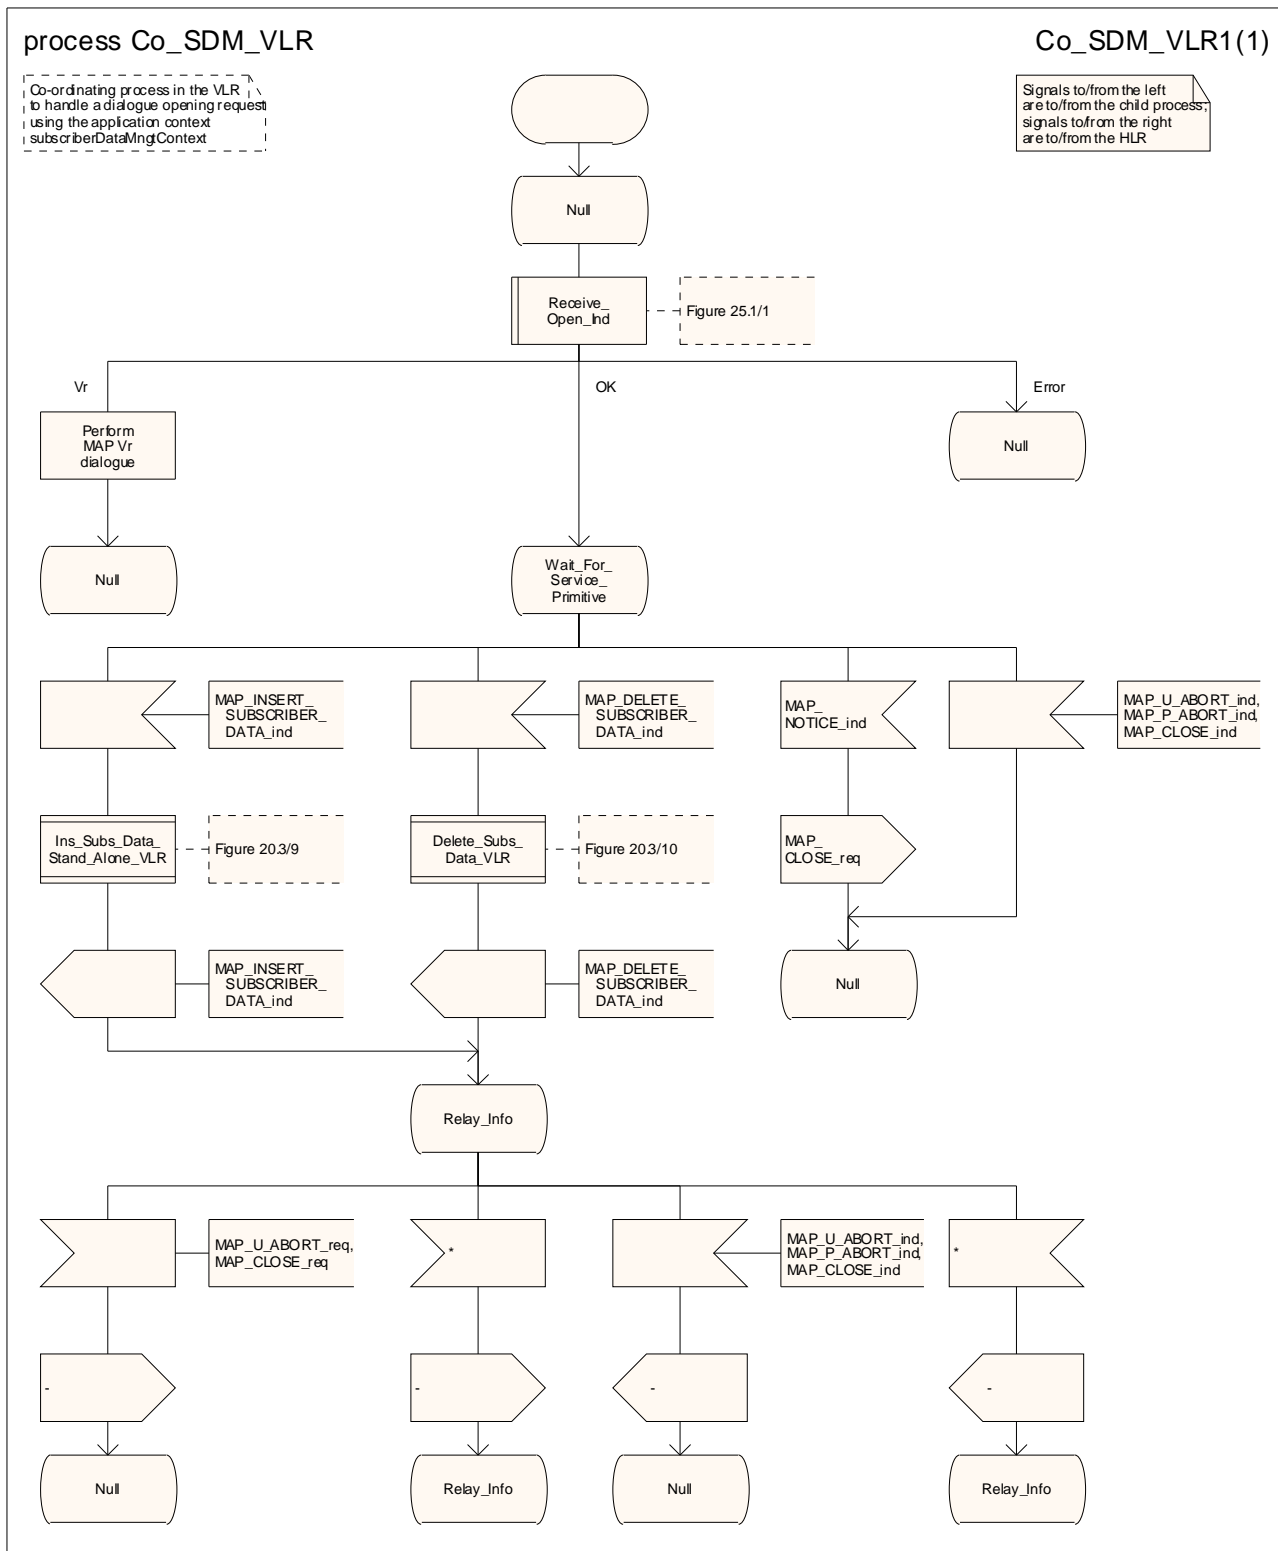 process Co_SDM_VLR
Co_SDM_VLR1(1)
Co-ordinating process in the VLR
to handle a dialogue opening request
using the application context
subscriberDataMngtContext
Signals to/from the left
are to/from the child process;
signals to/from the right
are to/from the HLR
Null
Receive_
Open_Ind
Figure 25.1/1
Vr
OK
Error
Perform
MAP Vr
dialogue
Null
Null
Wait_For_
Service_
Primitive
MAP_INSERT_
SUBSCRIBER_
DATA_ind
MAP_DELETE_
SUBSCRIBER_
DATA_ind
MAP_
NOTICE_ind
MAP_U_ABORT_ind,
MAP_P_ABORT_ind,
MAP_CLOSE_ind
Ins_Subs_Data_
Stand_Alone_VLR
Figure 20.3/9
Delete_Subs_
Data_VLR
Figure 20.3/10
MAP_
CLOSE_req
MAP_INSERT_
SUBSCRIBER_
DATA_ind
MAP_DELETE_
SUBSCRIBER_
DATA_ind
Null
Relay_Info
MAP_U_ABORT_req,
MAP_CLOSE_req
*
MAP_U_ABORT_ind,
MAP_P_ABORT_ind,
MAP_CLOSE_ind
*
-
-
-
-
Null
Relay_Info
Null
Relay_Info